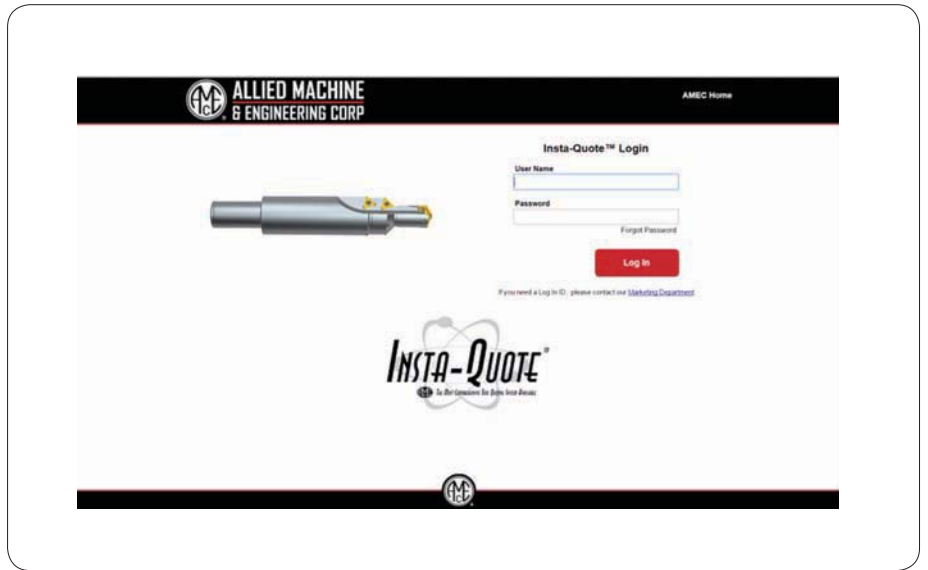 ALLIED MACHINE
& ENGINEERING CORP
AMEC Home
Insta-Quote™ Login
User Name
Password
Forgot Password
Log In
If you need a Log In ID, please contact our Marketing Department
INSTA-QUOTE®
AMEC